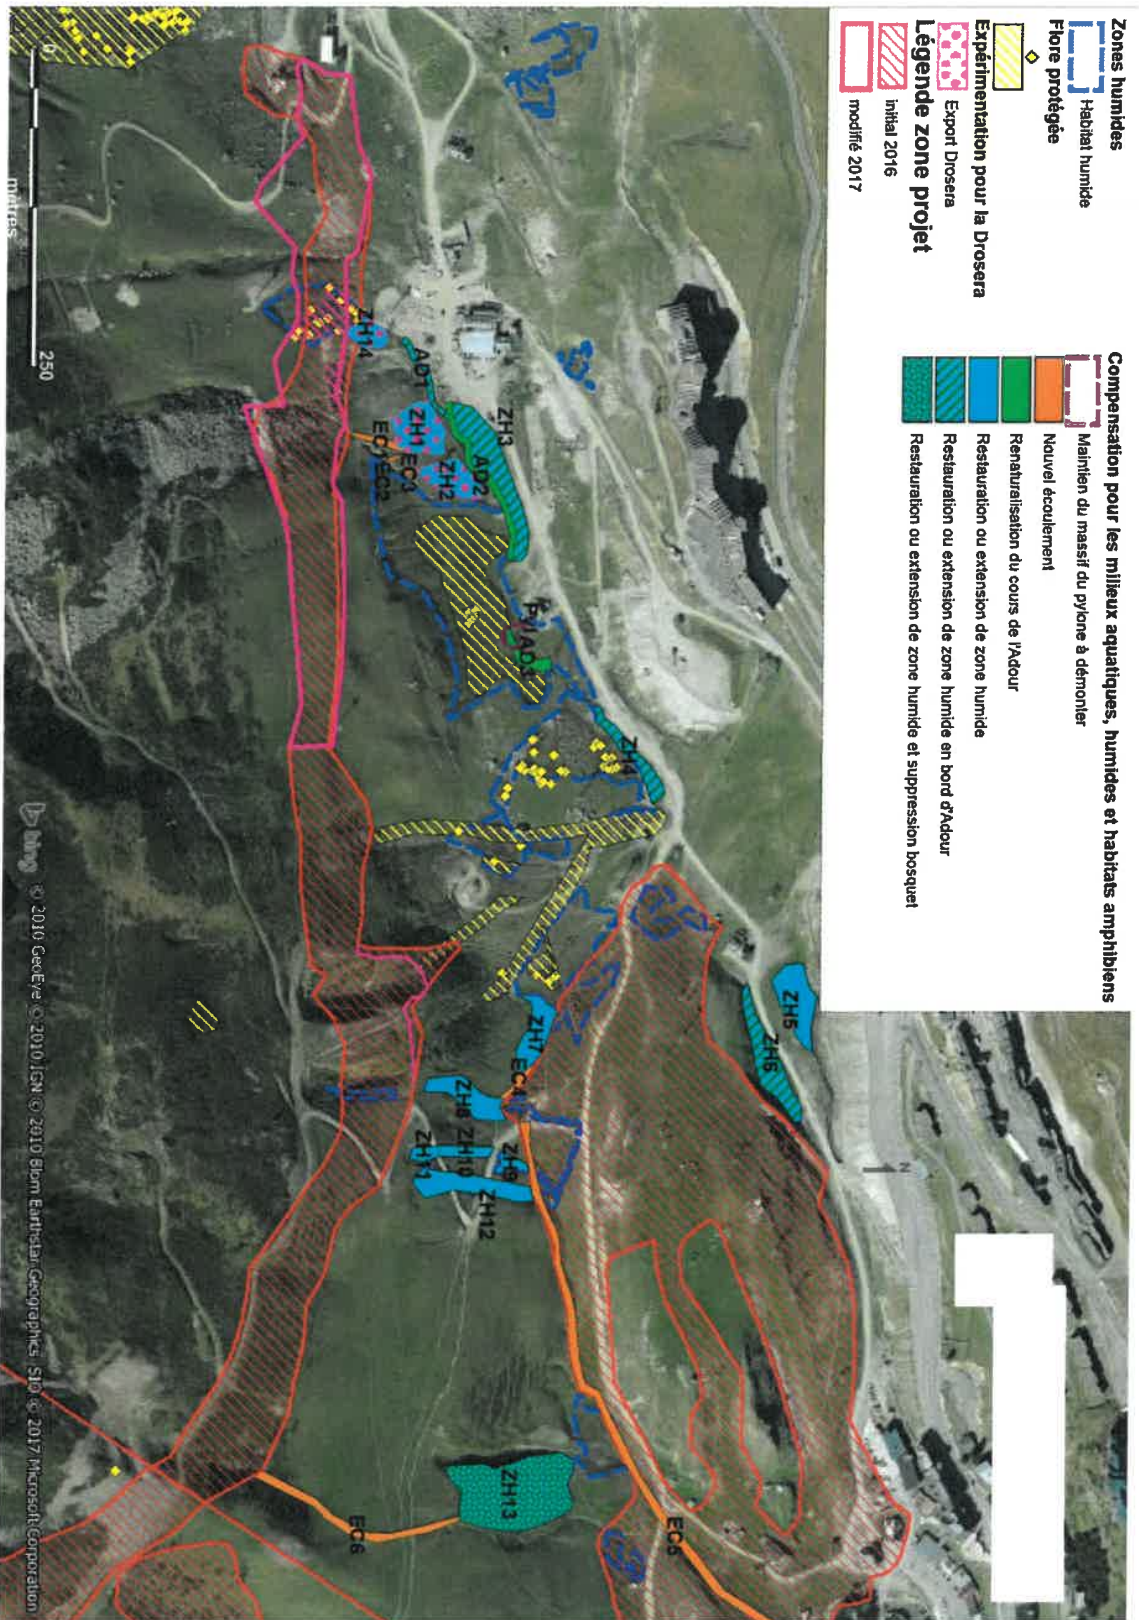 Zones humides
Habitat humide
Flore protégée
Expérimentation pour la Drosera
Export Drosera
Légende zone projet
initial 2016
modifié 2017
Compensation pour les milieux aquatiques, humides et habitats amphibiens
Maintien du massif du pylone à démonter
Nouvel écoulement
Renaturalisation du cours de l'Adour
Restauration ou extension de zone humide
Restauration ou extension de zone humide en bord d'Adour
Restauration ou extension de zone humide et suppression bosquet
N
ZH5
ZH6
ZH3
ZH4
AD1
AD2
AD3
ZH14
ZH1
ZH2
EC1
EC2
EC3
ZH7
EC4
ZH8
ZH9
ZH10
ZH11
ZH12
ZH13
EC5
EC6
0
250
mètres
bing
© 2010 GeoEye © 2010 IGN © 2010 Blom Earthstar Geographics SIO © 2017 Microsoft Corporation